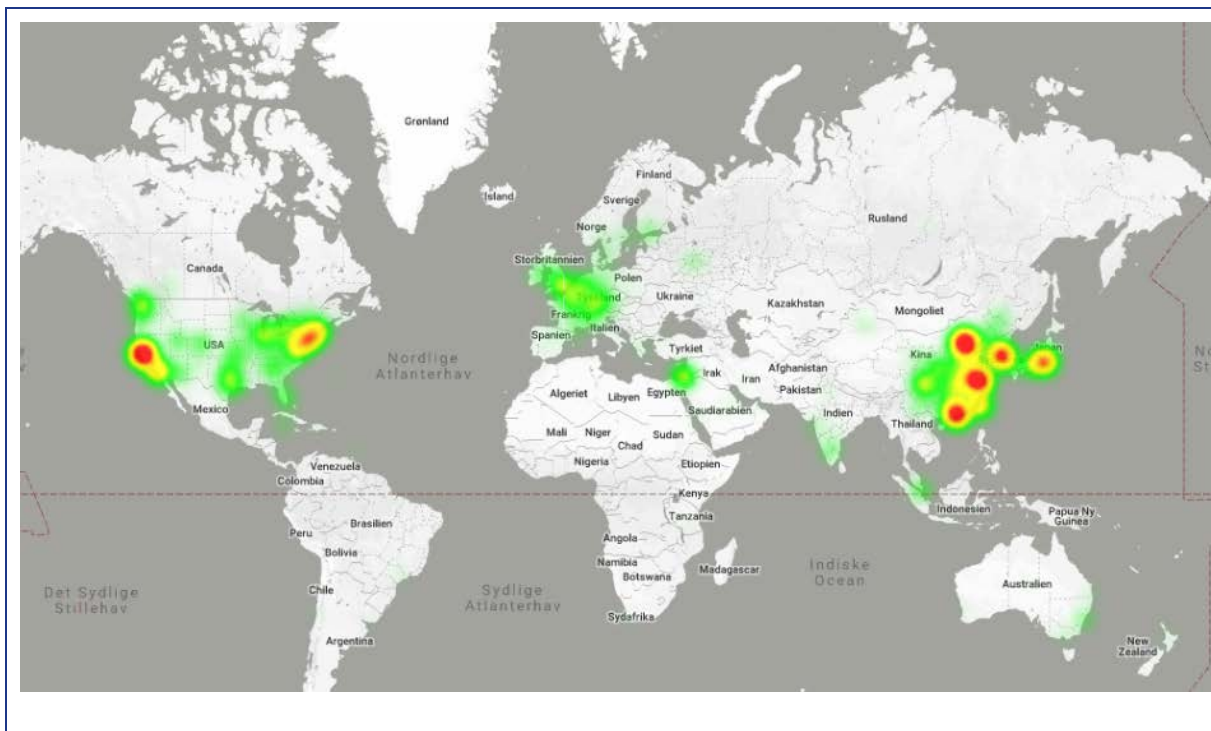 Grønland
Island
Finland
Sverige
Norge
Rusland
Storbritannien
Canada
Polen
Tyskland
Ukraine
Kazakhstan
Mongoliet
Frankrig
Italien
USA
Spanien
Nordlige
Atlanterhav
Tyrkiet
Kina
Japan
Irak
Iran
Afghanistan
Algeriet
Libyen
Egypten
Pakistan
Mexico
Saudiarabien
Indien
Thailand
Mali
Niger
Chad
Sudan
Nigeria
Etiopien
Venezuela
Colombia
Kenya
Indonesien
Papua Ny
Guinea
Tanzania
Brasilien
Peru
Angola
Bolivia
Namibia
Botswana
Madagascar
Indiske
Ocean
Australien
Chile
Det Sydlige
Stillehav
Sydlige
Atlanterhav
Sydafrika
Argentina
New
Zealand